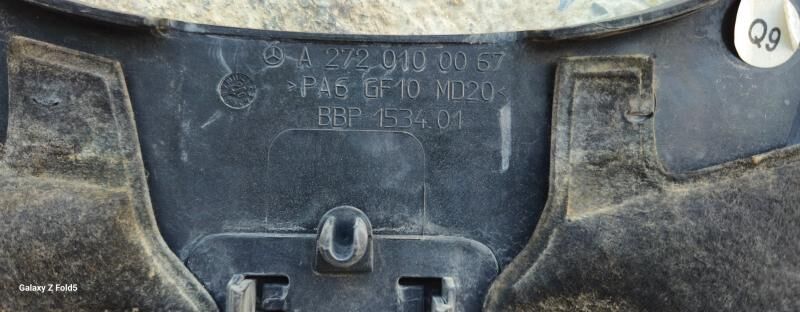 A 272 010 00 67
>PA6 GF10 MD20<
BBP 1534.01
Q9
Galaxy Z Fold5